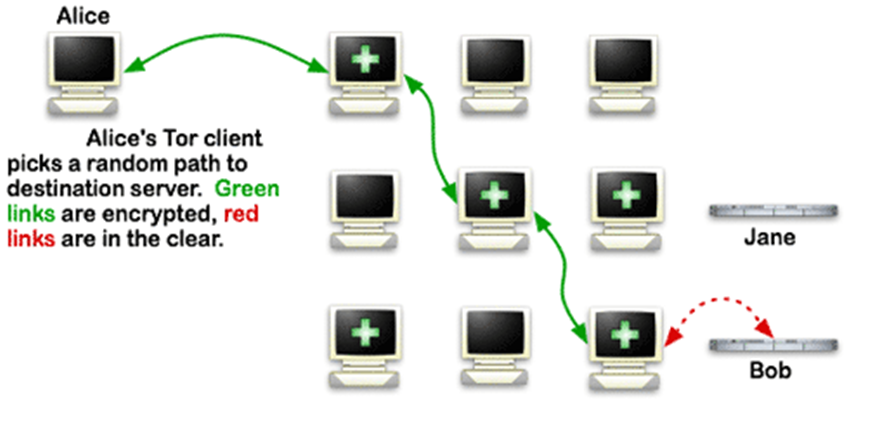 Alice
Alice's Tor client
picks a random path to
destination server. Green
links are encrypted, red
links are in the clear.
Jane
Bob